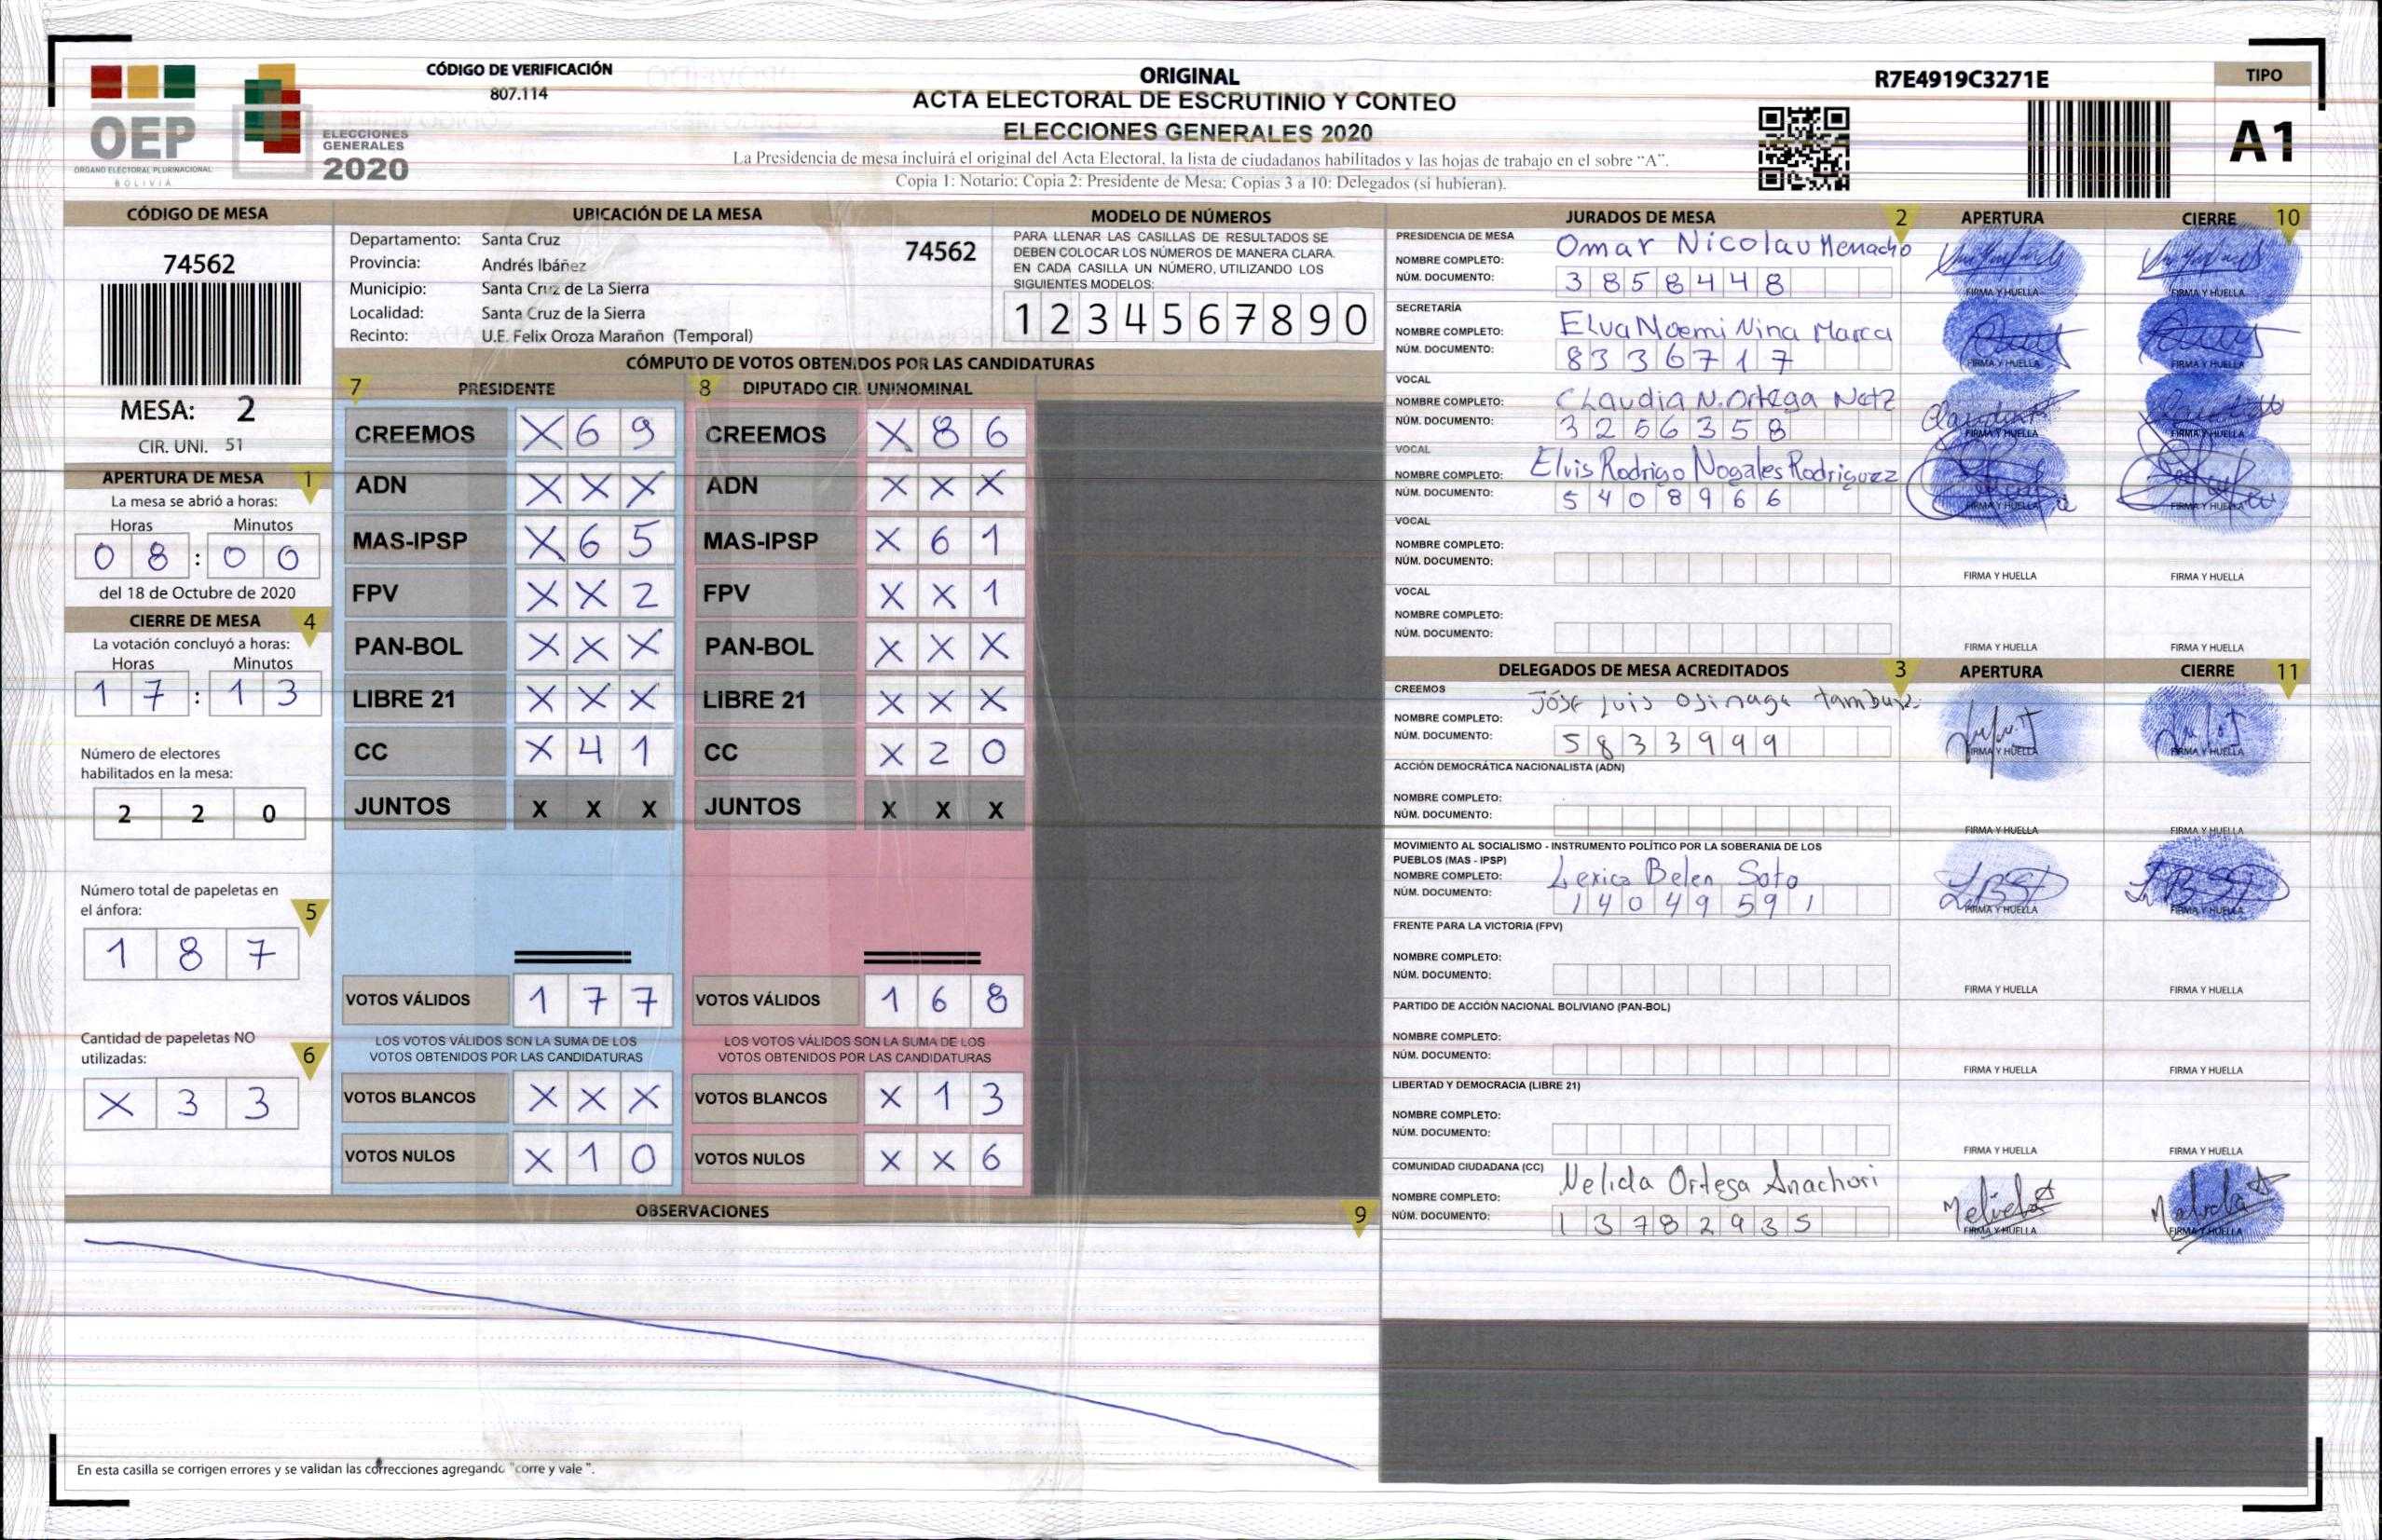 CÓDIGO DE VERIFICACIÓN
807.114
ORIGINAL
ACTA ELECTORAL DE ESCRUTINIO Y CONTEO
ELECCIONES GENERALES 2020
La Presidencia de mesa incluirá el original del Acta Electoral, la lista de ciudadanos habilitados y las hojas de trabajo en el sobre "A".
Copia 1: Notario; Copia 2: Presidente de Mesa; Copias 3 a 10: Delegados (si hubieran).
R7E4919C3271E
TIPO
A1
OEP
ÓRGANO ELECTORAL PLURINACIONAL
BOLIVIA
ELECCIONES
GENERALES
2020
CÓDIGO DE MESA
74562
MESA: 2
CIR. UNI. 51
APERTURA DE MESA 1
La mesa se abrió a horas:
Horas Minutos
08:00
del 18 de Octubre de 2020
CIERRE DE MESA 4
La votación concluyó a horas:
Horas Minutos
17:13
Número de electores
habilitados en la mesa:
2 2 0
Número total de papeletas en
el ánfora: 5
1 8 7
Cantidad de papeletas NO
utilizadas: 6
X 3 3
UBICACIÓN DE LA MESA
Departamento: Santa Cruz
Provincia: Andrés Ibáñez
Municipio: Santa Cruz de La Sierra
Localidad: Santa Cruz de la Sierra
Recinto: U.E. Felix Oroza Marañon (Temporal)
74562
MODELO DE NÚMEROS
PARA LLENAR LAS CASILLAS DE RESULTADOS SE
DEBEN COLOCAR LOS NÚMEROS DE MANERA CLARA.
EN CADA CASILLA UN NÚMERO, UTILIZANDO LOS
SIGUIENTES MODELOS:
1 2 3 4 5 6 7 8 9 0
CÓMPUTO DE VOTOS OBTENIDOS POR LAS CANDIDATURAS
7 PRESIDENTE 8 DIPUTADO CIR. UNINOMINAL
CREEMOS X 6 9 CREEMOS X 8 6
ADN X X X ADN X X X
MAS-IPSP X 6 5 MAS-IPSP X 6 1
FPV X X 2 FPV X X 1
PAN-BOL X X X PAN-BOL X X X
LIBRE 21 X X X LIBRE 21 X X X
CC X 4 1 CC X 2 0
JUNTOS X X X JUNTOS X X X
VOTOS VÁLIDOS 1 7 7 VOTOS VÁLIDOS 1 6 8
LOS VOTOS VÁLIDOS SON LA SUMA DE LOS LOS VOTOS VÁLIDOS SON LA SUMA DE LOS
VOTOS OBTENIDOS POR LAS CANDIDATURAS VOTOS OBTENIDOS POR LAS CANDIDATURAS
VOTOS BLANCOS X X X VOTOS BLANCOS X 1 3
VOTOS NULOS X 1 0 VOTOS NULOS X X 6
OBSERVACIONES 9
En esta casilla se corrigen errores y se validan las correcciones agregando "corre y vale ".
JURADOS DE MESA 2 APERTURA CIERRE 10
PRESIDENCIA DE MESA
NOMBRE COMPLETO: Omar Nicolau Menacho
NÚM. DOCUMENTO: 3858448
FIRMA Y HUELLA FIRMA Y HUELLA
SECRETARÍA
NOMBRE COMPLETO: Elva Noemi Nina Marca
NÚM. DOCUMENTO: 8336717
FIRMA Y HUELLA FIRMA Y HUELLA
VOCAL
NOMBRE COMPLETO: Claudia N. Ortega
NÚM. DOCUMENTO: 3256358
FIRMA Y HUELLA FIRMA Y HUELLA
VOCAL
NOMBRE COMPLETO: Elvis Rodrigo Nogales Rodriguez
NÚM. DOCUMENTO: 5408966
FIRMA Y HUELLA FIRMA Y HUELLA
VOCAL
NOMBRE COMPLETO:
NÚM. DOCUMENTO:
FIRMA Y HUELLA FIRMA Y HUELLA
VOCAL
NOMBRE COMPLETO:
NÚM. DOCUMENTO:
FIRMA Y HUELLA FIRMA Y HUELLA
DELEGADOS DE MESA ACREDITADOS 3 APERTURA CIERRE 11
CREEMOS
NOMBRE COMPLETO: José Luis Osinaga
NÚM. DOCUMENTO: 5833999
FIRMA Y HUELLA FIRMA Y HUELLA
ACCIÓN DEMOCRÁTICA NACIONALISTA (ADN)
NOMBRE COMPLETO:
NÚM. DOCUMENTO:
FIRMA Y HUELLA FIRMA Y HUELLA
MOVIMIENTO AL SOCIALISMO - INSTRUMENTO POLÍTICO POR LA SOBERANIA DE LOS
PUEBLOS (MAS - IPSP)
NOMBRE COMPLETO: Lexica Belen Soto
NÚM. DOCUMENTO: 14049591
FIRMA Y HUELLA FIRMA Y HUELLA
FRENTE PARA LA VICTORIA (FPV)
NOMBRE COMPLETO:
NÚM. DOCUMENTO:
FIRMA Y HUELLA FIRMA Y HUELLA
PARTIDO DE ACCIÓN NACIONAL BOLIVIANO (PAN-BOL)
NOMBRE COMPLETO:
NÚM. DOCUMENTO:
FIRMA Y HUELLA FIRMA Y HUELLA
LIBERTAD Y DEMOCRACIA (LIBRE 21)
NOMBRE COMPLETO:
NÚM. DOCUMENTO:
FIRMA Y HUELLA FIRMA Y HUELLA
COMUNIDAD CIUDADANA (CC)
NOMBRE COMPLETO: Nelida Ortega Anachuri
NÚM. DOCUMENTO: 13782935
FIRMA Y HUELLA FIRMA Y HUELLA